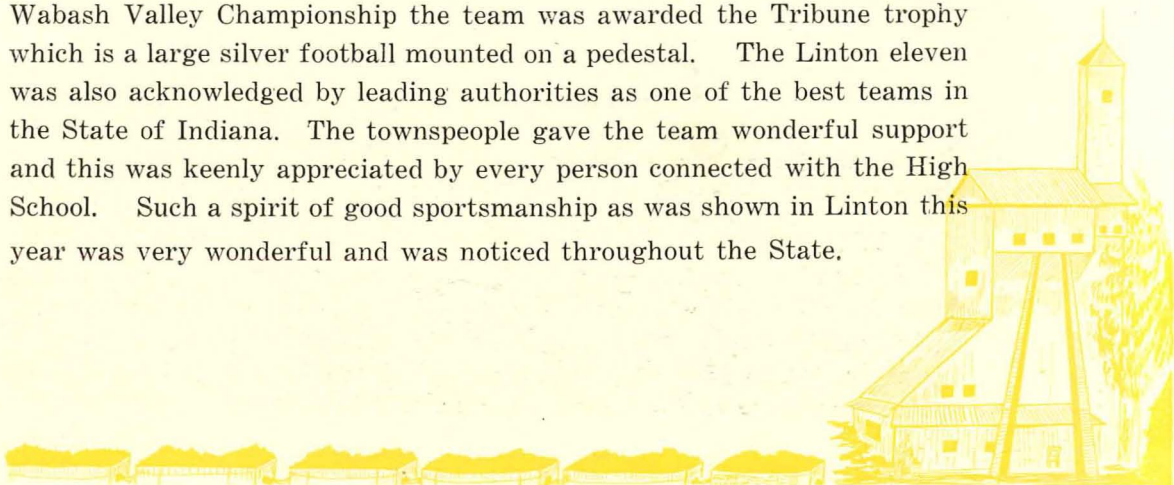 Wabash Valley Championship the team was awarded the Tribune trophy
which is a large silver football mounted on a pedestal. The Linton eleven
was also acknowledged by leading authorities as one of the best teams in
the State of Indiana. The townspeople gave the team wonderful support
and this was keenly appreciated by every person connected with the High
School. Such a spirit of good sportsmanship as was shown in Linton this
year was very wonderful and was noticed throughout the State.